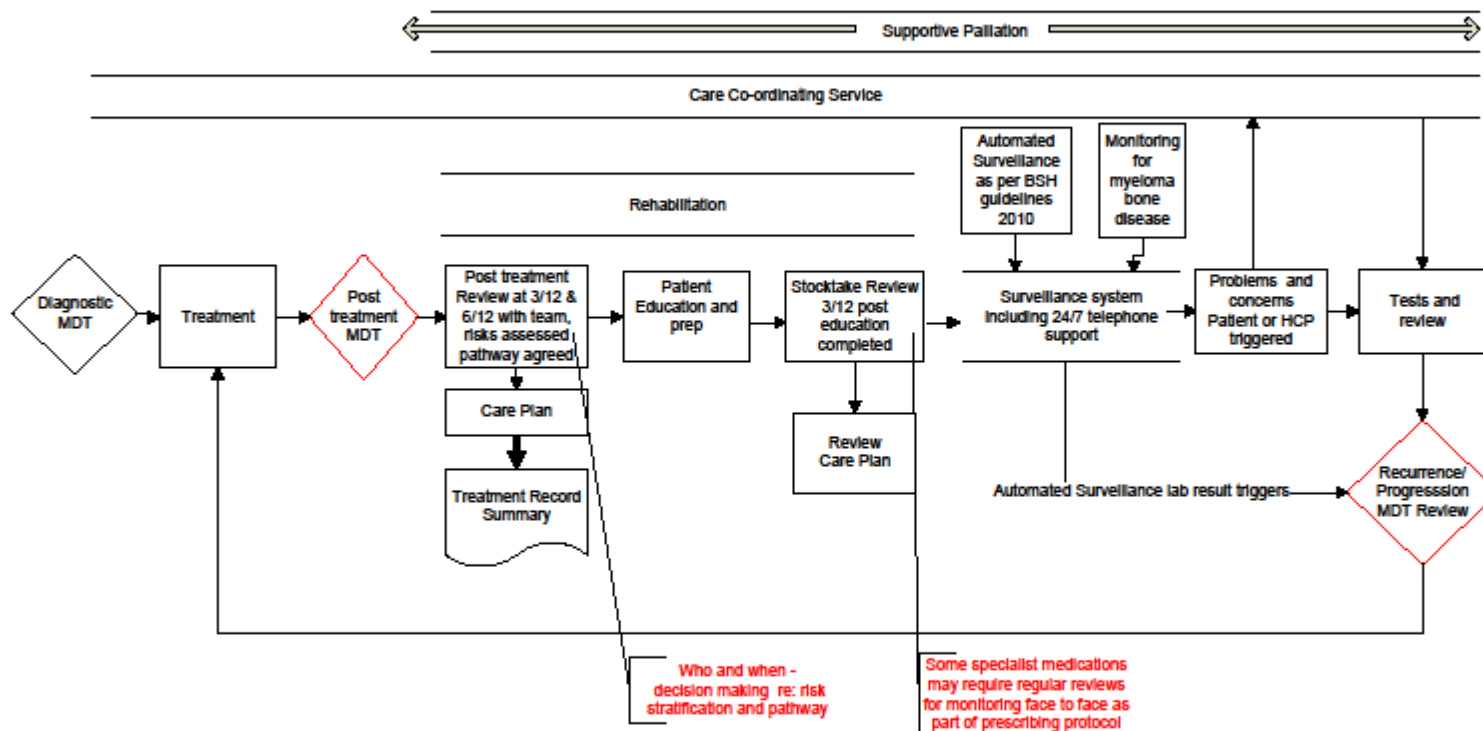 Supportive Palliation
Care Co-ordinating Service
Automated
Surveillance
as per BSH
guidelines
2010
Monitoring
for
myeloma
bone
disease
Rehabilitation
Diagnostic
MDT
Treatment
Post
treatment
MDT
Post treatment
Review at 3/12 &
6/12 with team,
risks assessed
pathway agreed
Patient
Education and
prep
Stocktake Review
3/12 post
education
completed
Surveillance system
including 24/7 telephone
support
Problems and
concerns
Patient or HCP
triggered
Tests and
review
Care Plan
Treatment Record
Summary
Review
Care Plan
Automated Surveillance lab result triggers
Recurrence/
Progresssion
MDT Review
Who and when -
decision making re: risk
stratification and pathway
Some specialist medications
may require regular reviews
for monitoring face to face as
part of prescribing protocol